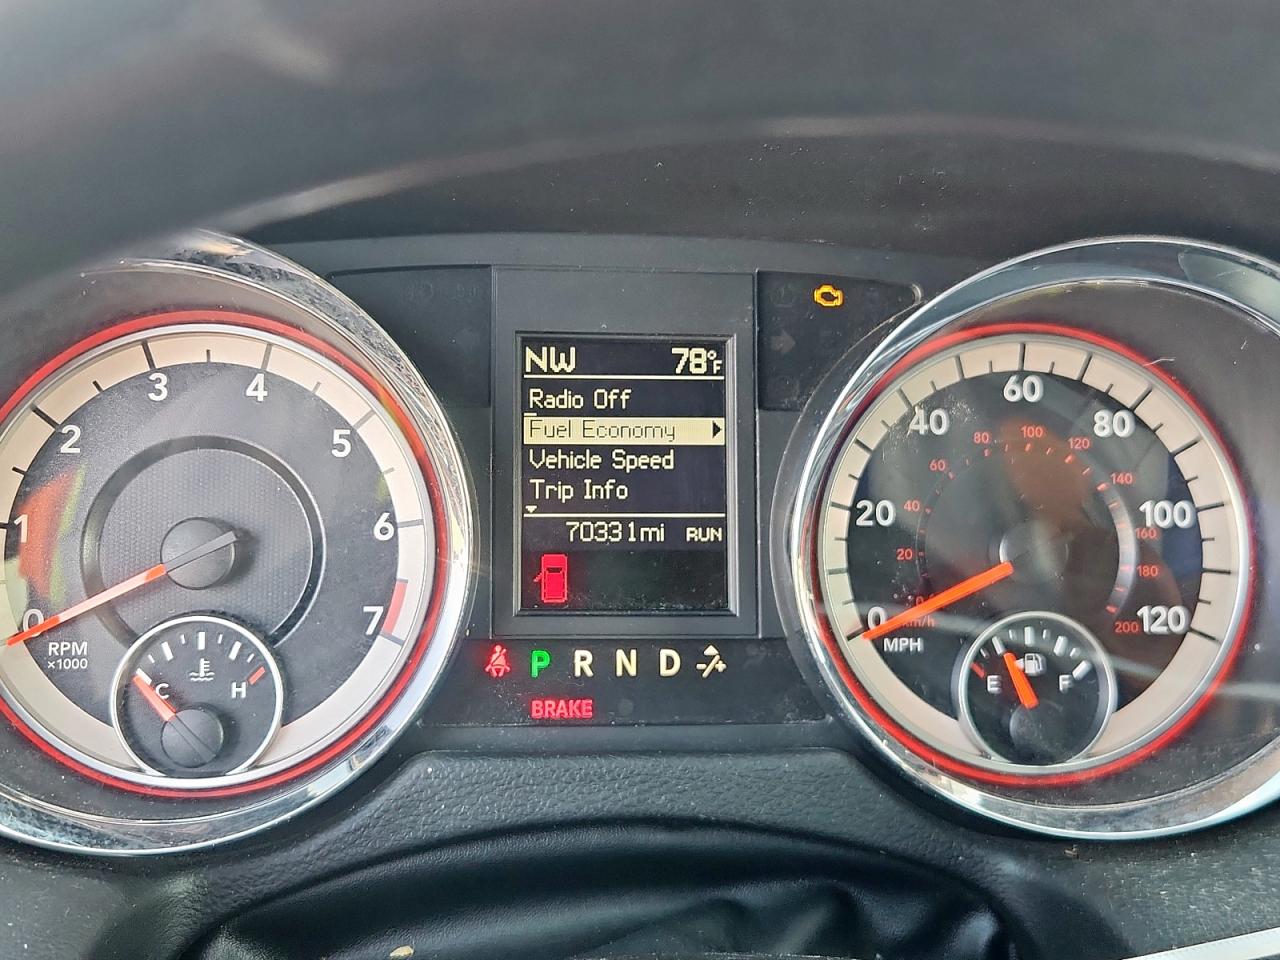 3 4
2 5
1 6
0 7
RPM
×1000
C H
NW 78°F
Radio Off
Fuel Economy
Vehicle Speed
Trip Info
70331mi RUN
P R N D
BRAKE
60
40 80
20 100
0 120
MPH
80 100 120
60 140
40 160
20 180
km/h 200
E F